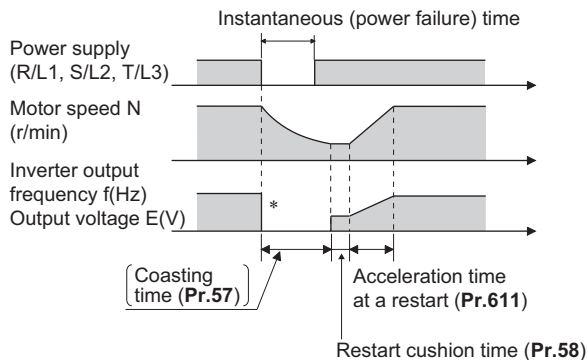 Instantaneous (power failure) time
Power supply
(R/L1, S/L2, T/L3)
Motor speed N
(r/min)
Inverter output
frequency f(Hz)
Output voltage E(V)
*
Coasting
time (Pr.57)
Acceleration time
at a restart (Pr.611)
Restart cushion time (Pr.58)